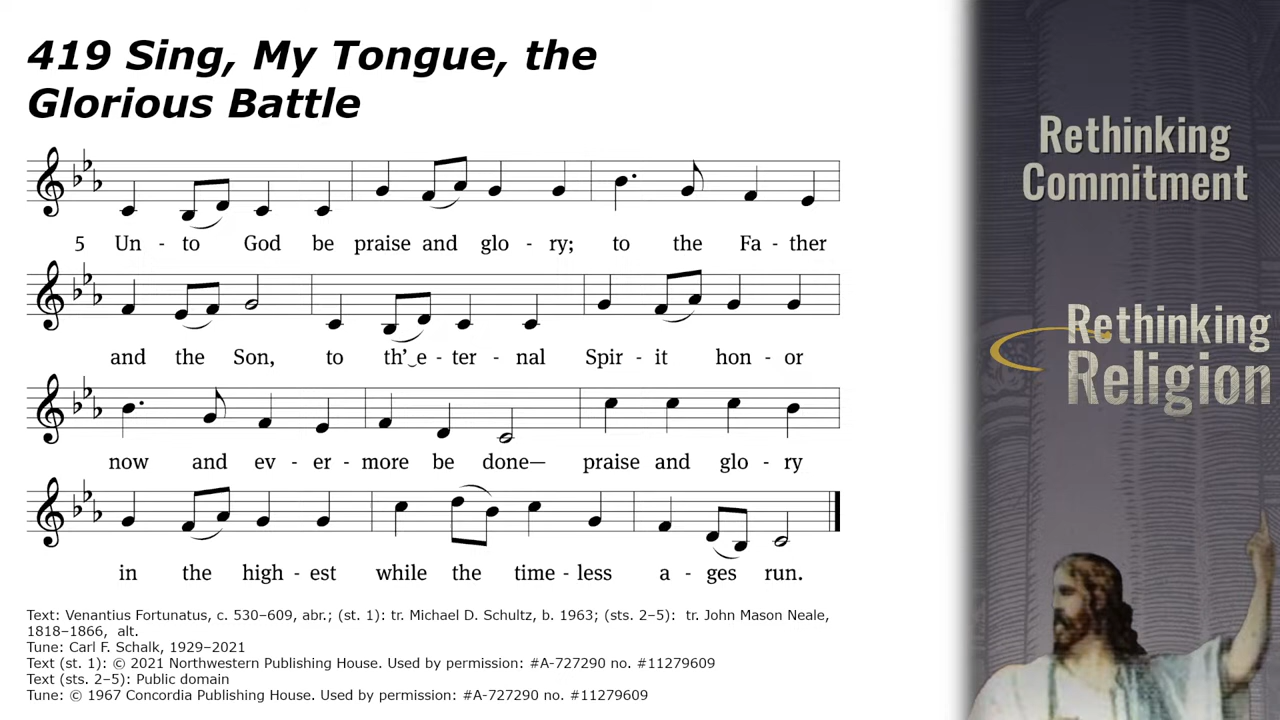 419 Sing, My Tongue, the
Glorious Battle
5 Un - to God be praise and glo - ry; to the Fa - ther
and the Son, to th’ e - ter - nal Spir - it hon - or
now and ev - er - more be done— praise and glo - ry
in the high - est while the time - less a - ges run.
Text: Venantius Fortunatus, c. 530–609, abr.; (st. 1): tr. Michael D. Schultz, b. 1963; (sts. 2–5): tr. John Mason Neale,
1818–1866, alt.
Tune: Carl F. Schalk, 1929–2021
Text (st. 1): © 2021 Northwestern Publishing House. Used by permission: #A-727290 no. #11279609
Text (sts. 2–5): Public domain
Tune: © 1967 Concordia Publishing House. Used by permission: #A-727290 no. #11279609
Rethinking
Commitment
Rethinking
Religion